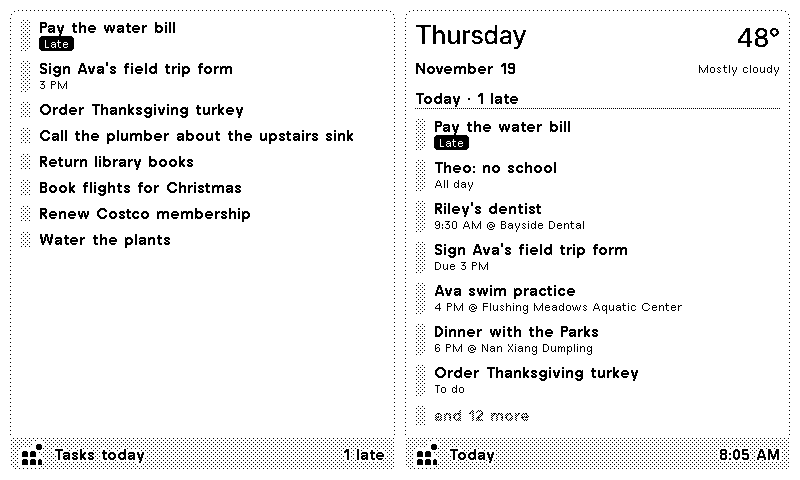 Pay the water bill
Late
Sign Ava's field trip form
3 PM
Order Thanksgiving turkey
Call the plumber about the upstairs sink
Return library books
Book flights for Christmas
Renew Costco membership
Water the plants
Tasks today
1 late
Thursday
48°
November 19
Mostly cloudy
Today · 1 late
Pay the water bill
Late
Theo: no school
All day
Riley's dentist
9:30 AM @ Bayside Dental
Sign Ava's field trip form
Due 3 PM
Ava swim practice
4 PM @ Flushing Meadows Aquatic Center
Dinner with the Parks
6 PM @ Nan Xiang Dumpling
Order Thanksgiving turkey
To do
and 12 more
Today
8:05 AM